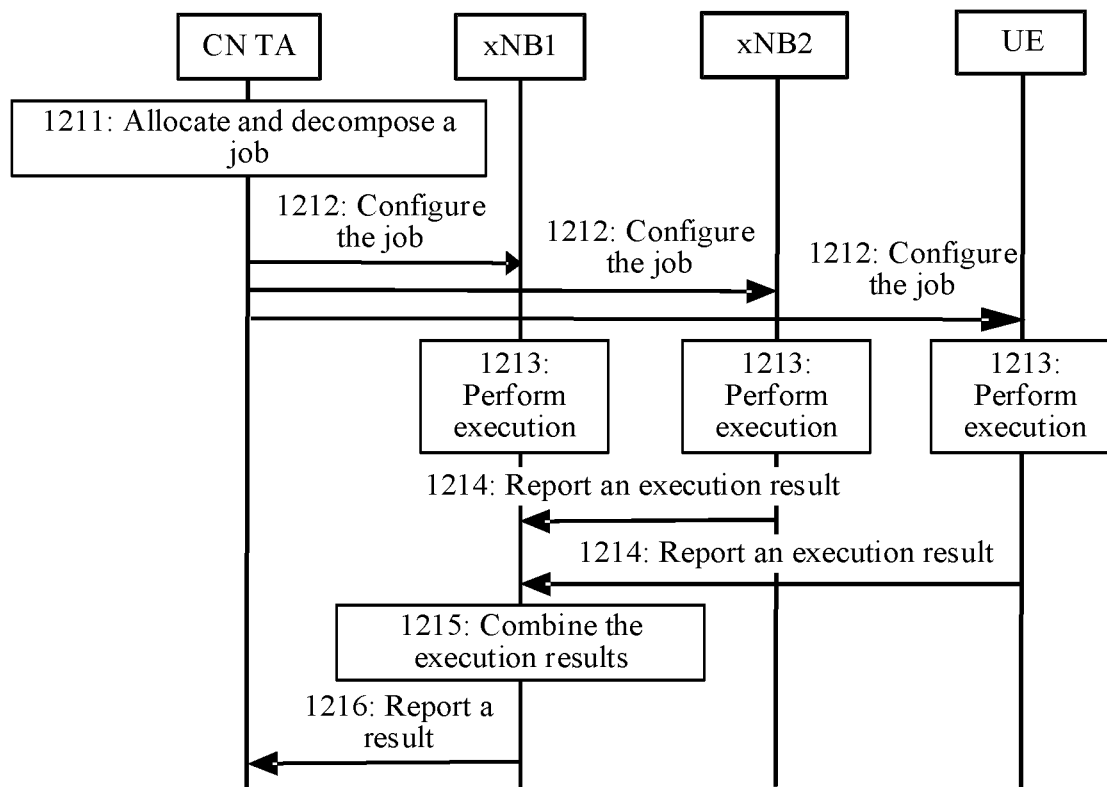 CN TA
xNB1
xNB2
UE
1211: Allocate and decompose a
job
1212: Configure
the job
1212: Configure
the job
1212: Configure
the job
1213:
Perform
execution
1213:
Perform
execution
1213:
Perform
execution
1214: Report an execution result
1214: Report an execution result
1215: Combine the
execution results
1216: Report a
result